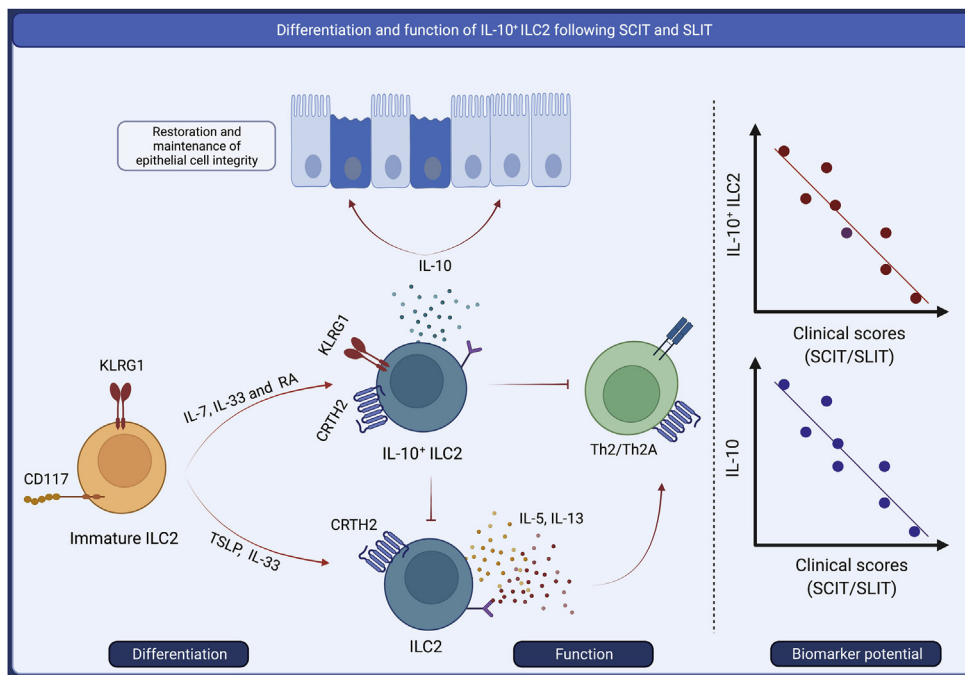 Differentiation and function of IL-10⁺ ILC2 following SCIT and SLIT
Restoration and
maintenance of
epithelial cell integrity
IL-10
KLRG1
KLRG1
IL-7, IL-33 and RA
CRTH2
IL-10⁺ ILC2
Th2/Th2A
CD117
Immature ILC2
TSLP, IL-33
CRTH2
IL-5, IL-13
ILC2
IL-10⁺ ILC2
Clinical scores
(SCIT/SLIT)
IL-10
Clinical scores
(SCIT/SLIT)
Differentiation
Function
Biomarker potential